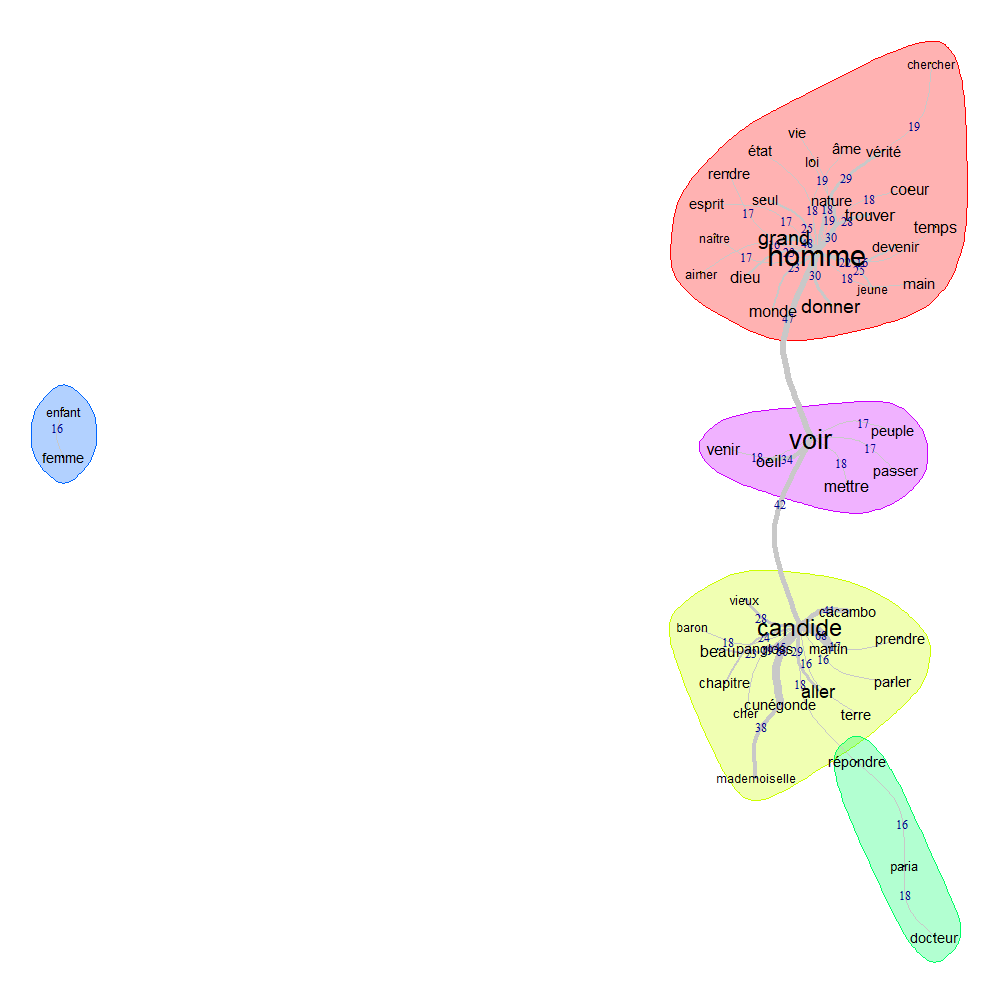 chercher
19
vie
état
âme
vérité
loi
rendre
19
29
coeur
esprit
seul
nature
18
17
17
18
18
trouver
19
28
temps
25
grand
30
naître
48
devenir
homme
17
23
25
aimer
dieu
30
18
jeune
main
monde
donner
47
enfant
16
femme
voir
17
peuple
venir
17
18
oeil
34
18
passer
mettre
42
vieux
cacambo
28
candide
baron
68
prendre
18
24
47
beau
pangloss
martin
29
16
16
chapitre
18
aller
parler
cunégonde
cher
terre
38
répondre
mademoiselle
16
paria
18
docteur